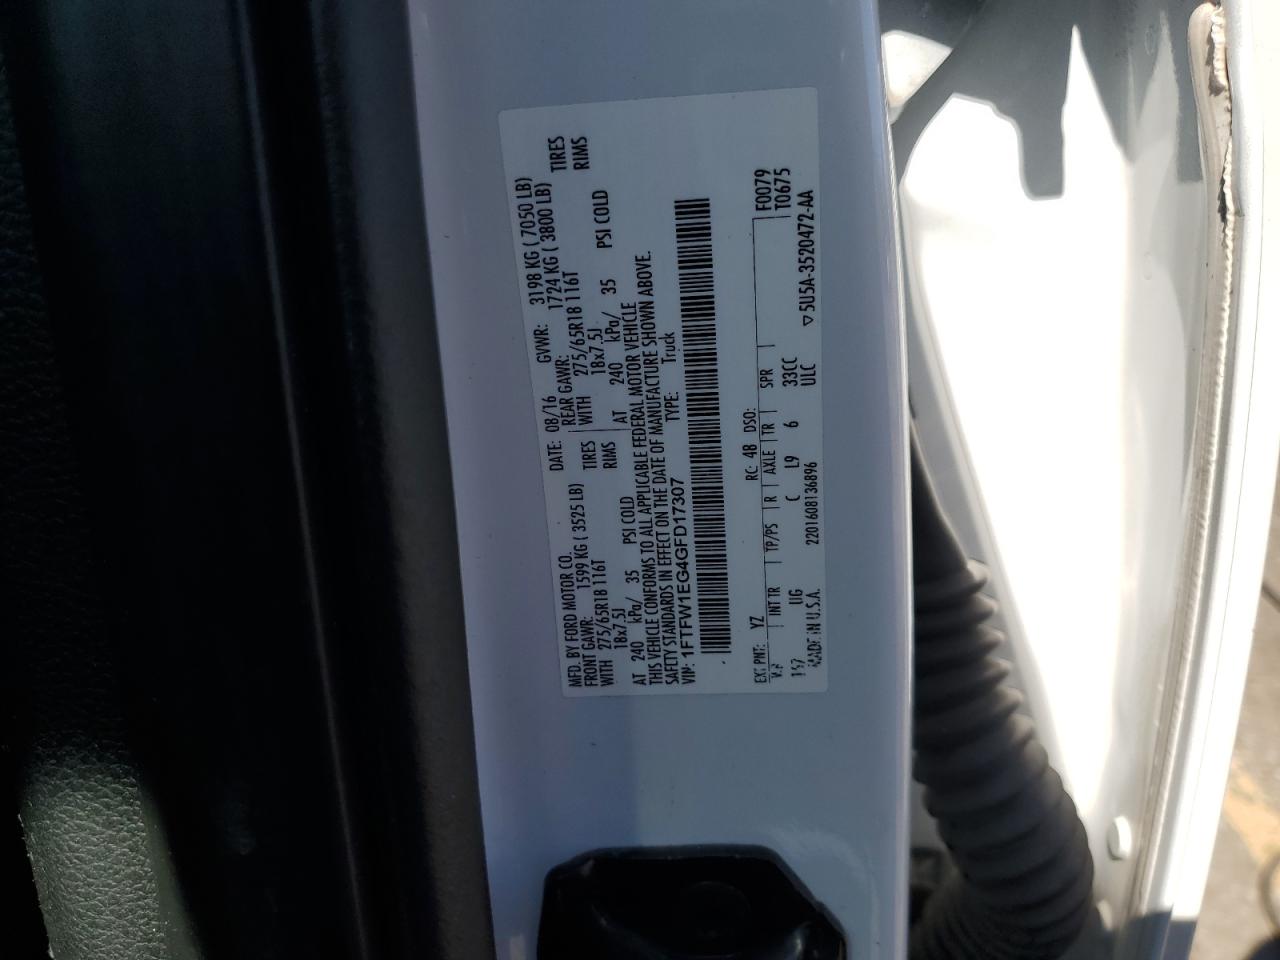 MFD. BY FORD MOTOR CO. DATE: 08/16 GVWR: 3198 KG ( 7050 LB)
FRONT GAWR: 1599 KG ( 3525 LB) REAR GAWR: 1724 KG ( 3800 LB)
WITH 275/65R18 116T TIRES WITH 275/65R18 116T TIRES
18x7.5J RIMS 18x7.5J RIMS
AT 240 kPa/ 35 PSI COLD AT 240 kPa/ 35 PSI COLD
THIS VEHICLE CONFORMS TO ALL APPLICABLE FEDERAL MOTOR VEHICLE
SAFETY STANDARDS IN EFFECT ON THE DATE OF MANUFACTURE SHOWN ABOVE.
VIN: 1FTFW1EG4GFD17307 TYPE: Truck
EXT PNT: YZ RC: 48 DSO: F0079
INT TR TP/PS R AXLE TR SPR T0675
UG C L9 6 33CC
MADE IN U.S.A. 2201608136896 ULC
▽5U5A-3520472-AA